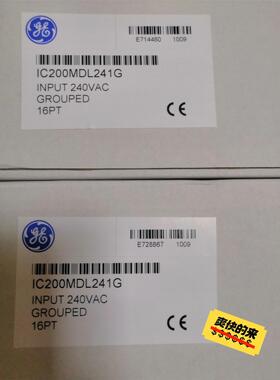 E714460 1009
IC200MDL241G
INPUT 240VAC
GROUPED
16PT
CE
E728867 1009
IC200MDL241G
INPUT 240VAC
GROUPED
16PT
CE
爽快的来